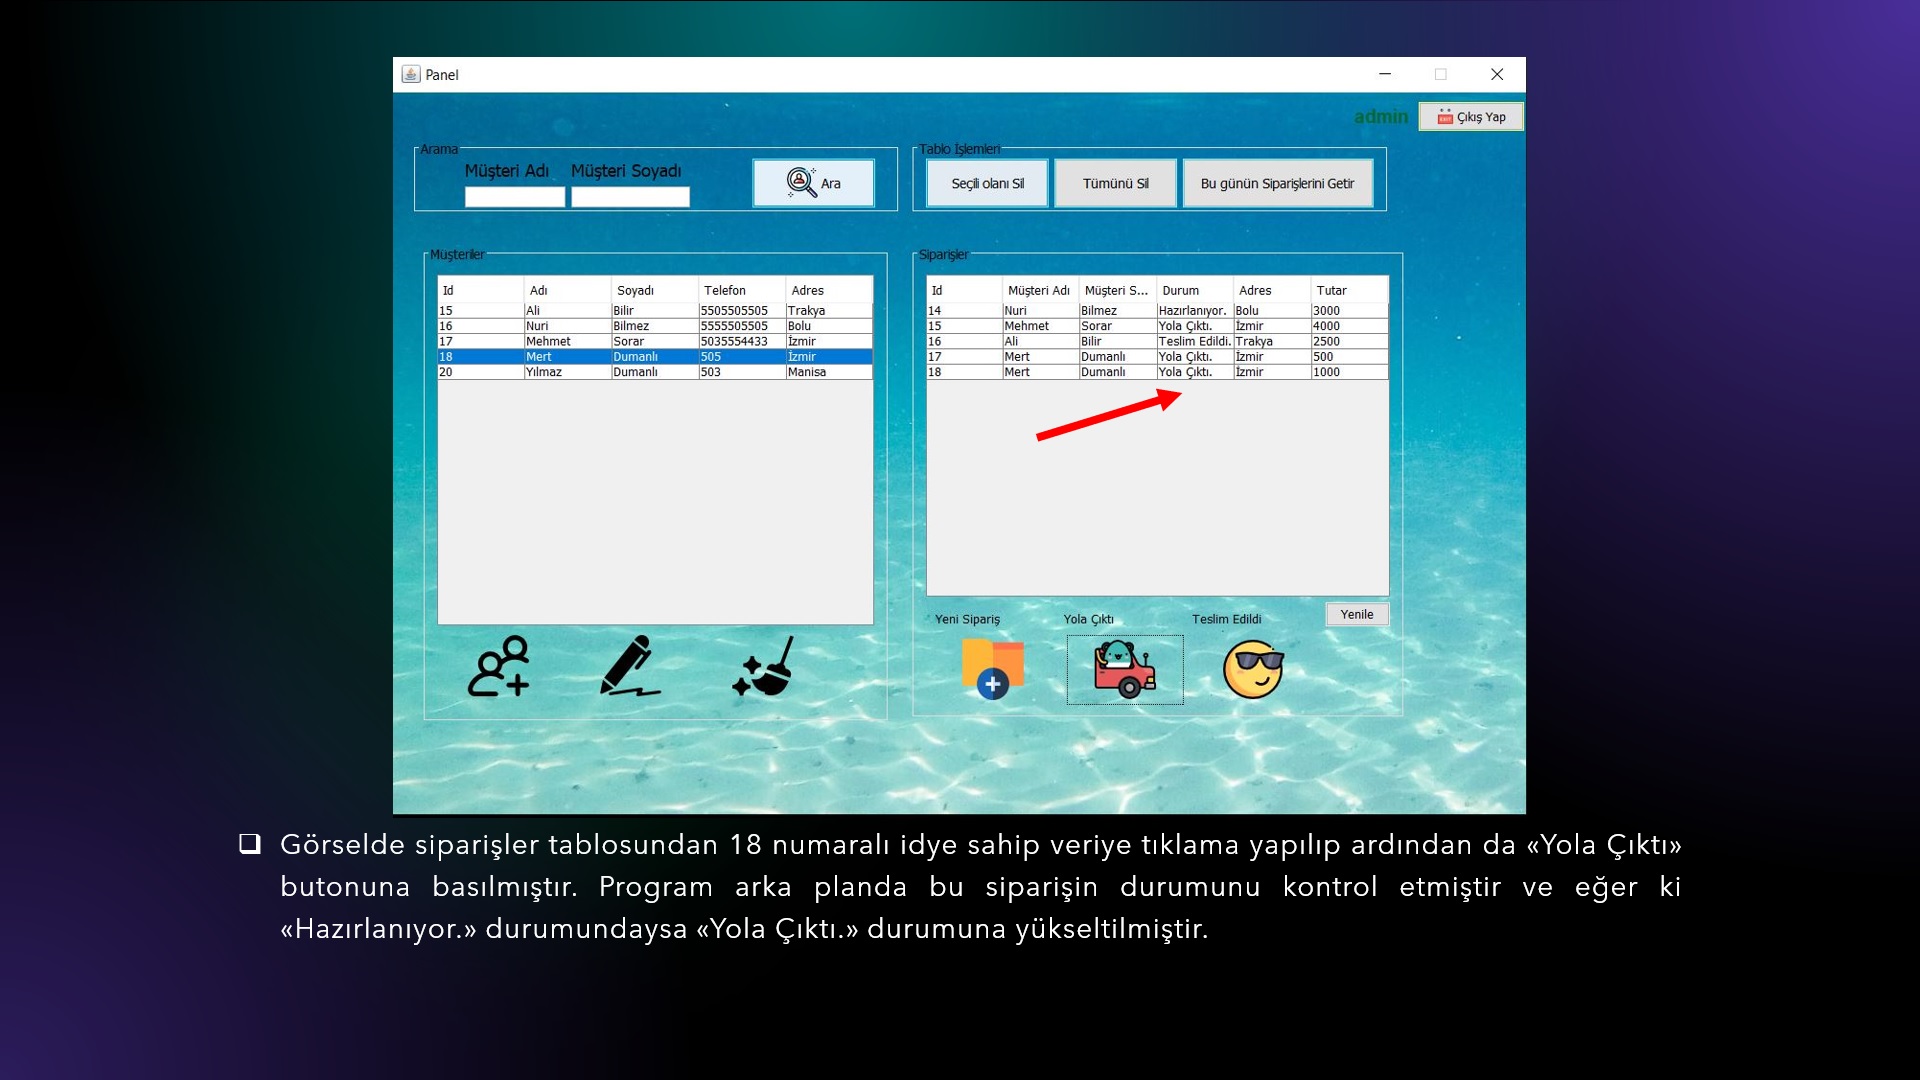 Panel
admin
Çıkış Yap
Arama
Müşteri Adı Müşteri Soyadı
Ara
Tablo İşlemleri
Seçili olanı Sil
Tümünü Sil
Bu günün Siparişlerini Getir
Müşteriler
Id Adı Soyadı Telefon Adres
15 Ali Bilir 5505505505 Trakya
16 Nuri Bilmez 5555505505 Bolu
17 Mehmet Sorar 5035554433 İzmir
18 Mert Dumanlı 505 İzmir
20 Yılmaz Dumanlı 503 Manisa
Siparişler
Id Müşteri Adı Müşteri S... Durum Adres Tutar
14 Nuri Bilmez Hazırlanıyor. Bolu 3000
15 Mehmet Sorar Yola Çıktı. İzmir 4000
16 Ali Bilir Teslim Edildi. Trakya 2500
17 Mert Dumanlı Yola Çıktı. İzmir 500
18 Mert Dumanlı Yola Çıktı. İzmir 1000
Yeni Sipariş
Yola Çıktı
Teslim Edildi
Yenile
Görselde siparişler tablosundan 18 numaralı idye sahip veriye tıklama yapılıp ardından da «Yola Çıktı»
butonuna basılmıştır. Program arka planda bu siparişin durumunu kontrol etmiştir ve eğer ki
«Hazırlanıyor.» durumundaysa «Yola Çıktı.» durumuna yükseltilmiştir.